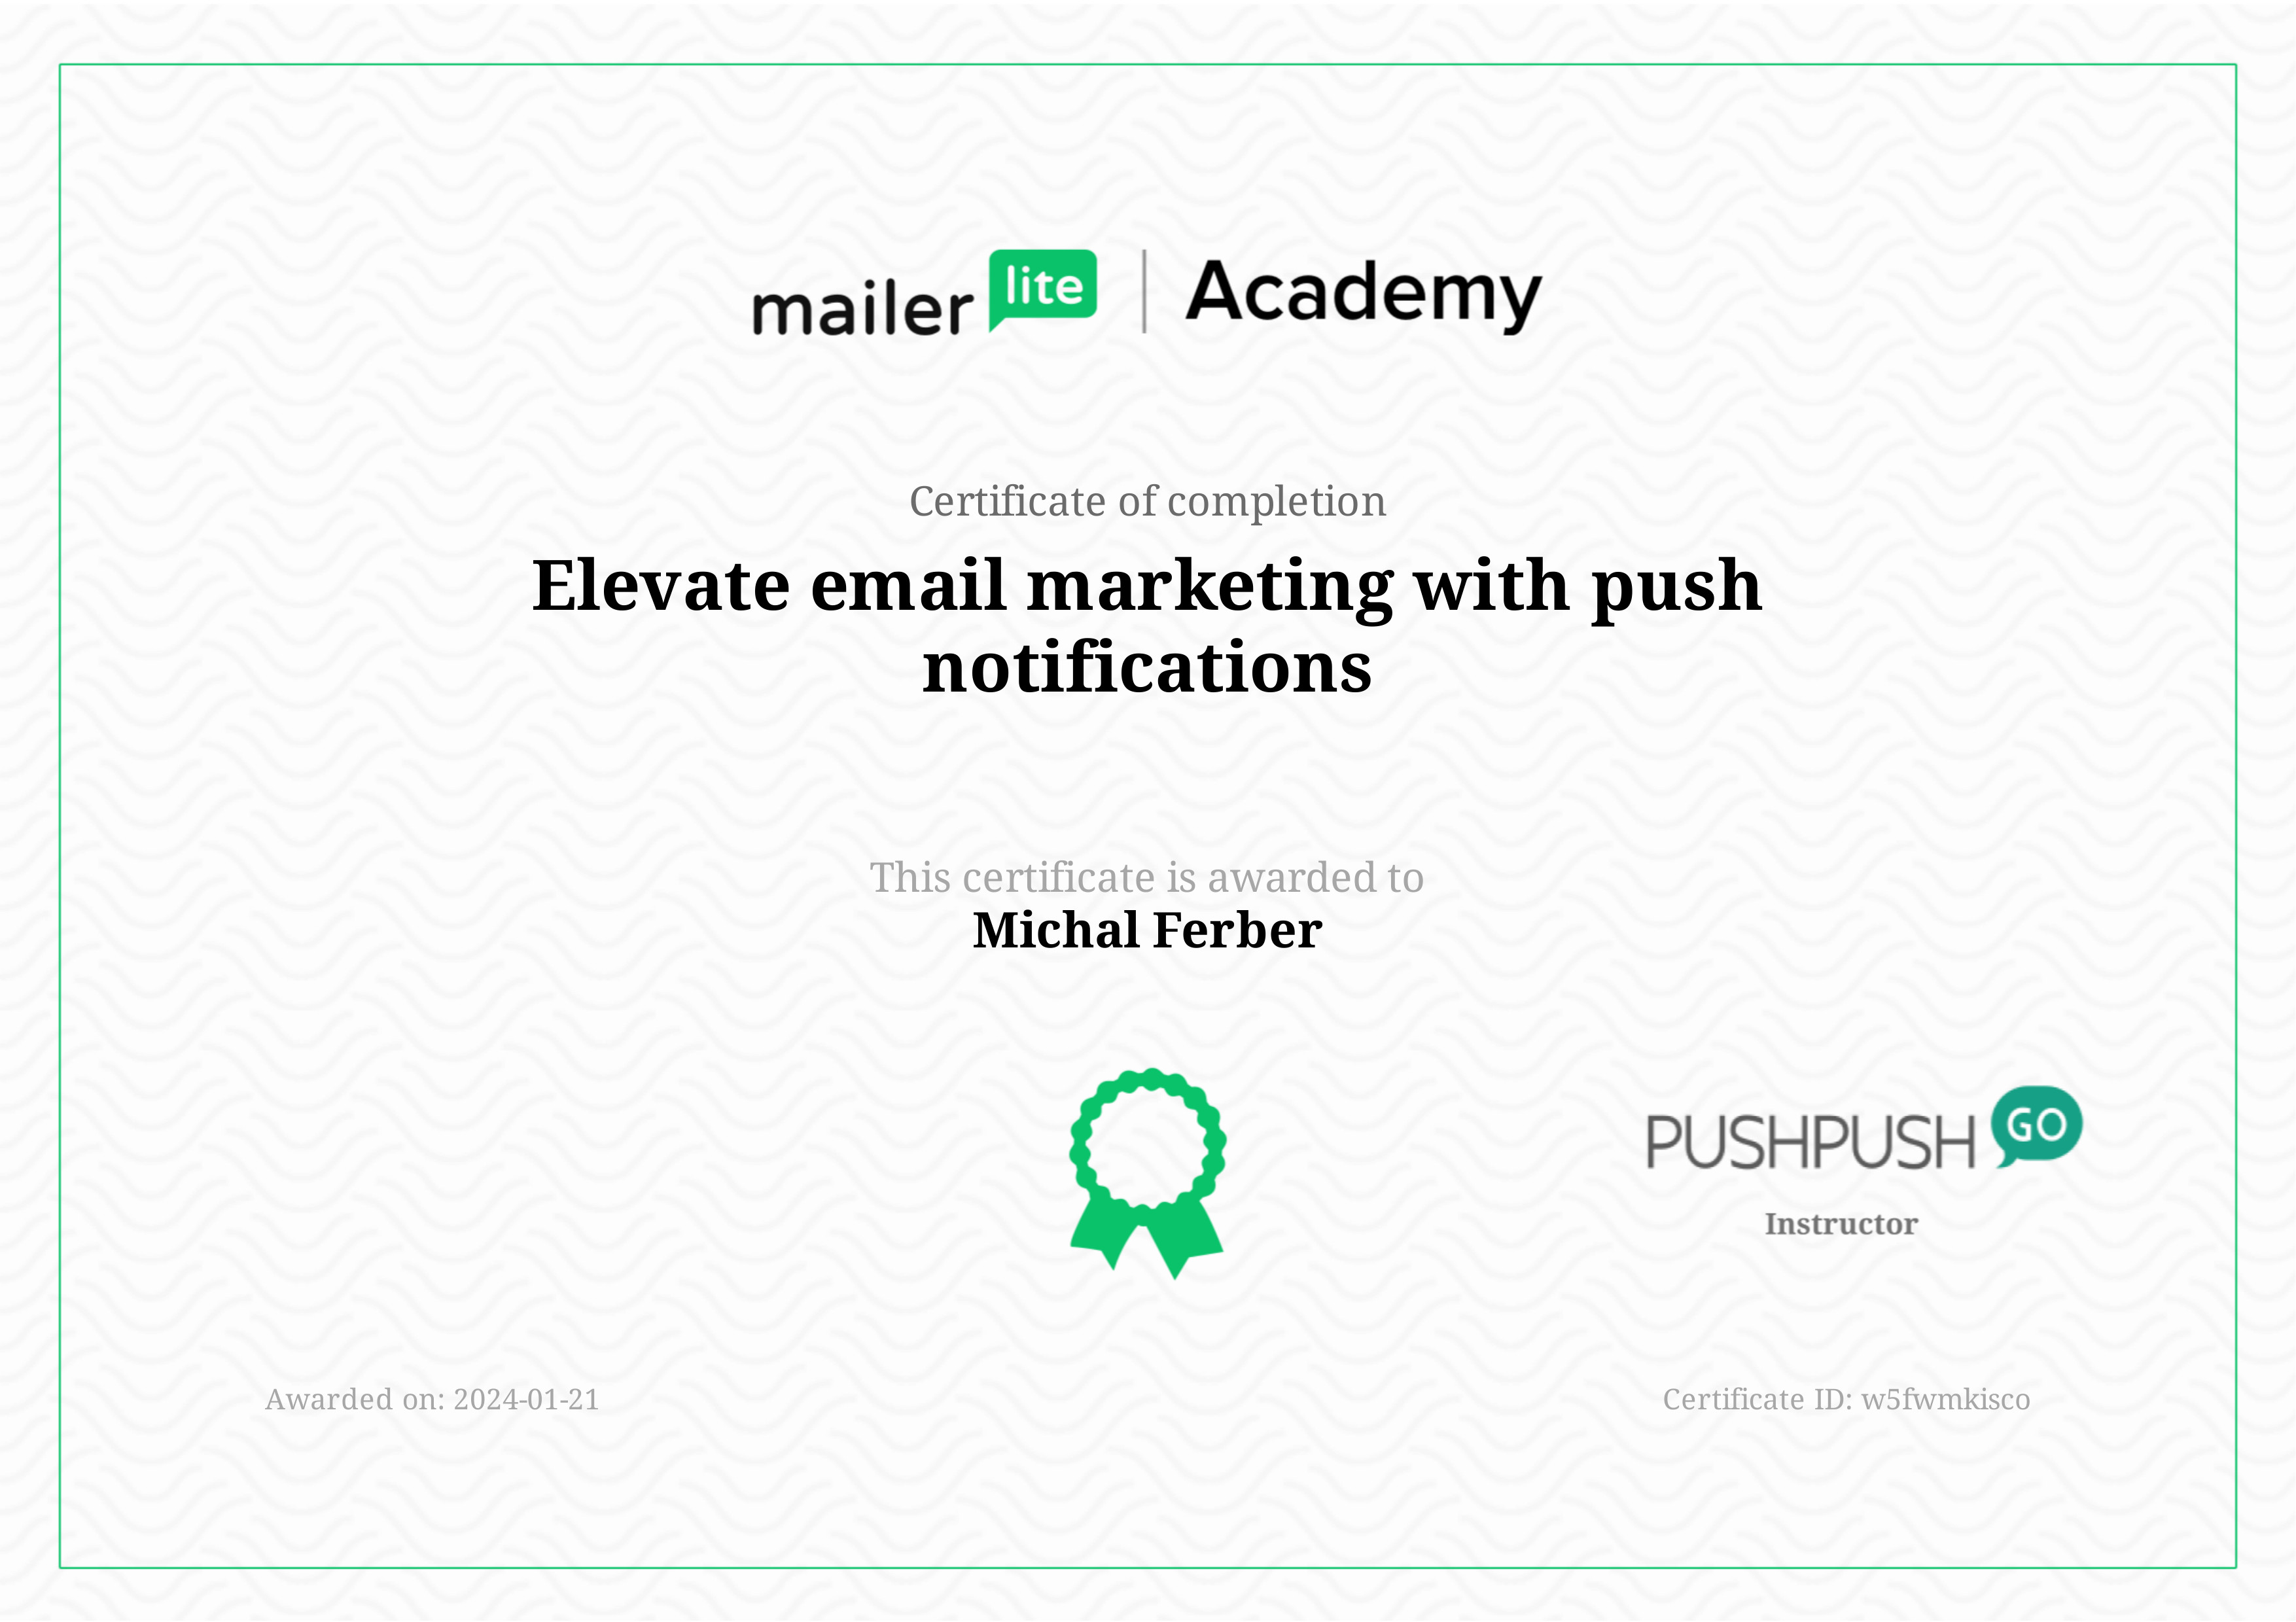 mailer lite | Academy
Certificate of completion
Elevate email marketing with push
notifications
This certificate is awarded to
Michal Ferber
PUSHPUSH GO
Instructor
Awarded on: 2024-01-21
Certificate ID: w5fwmkisco